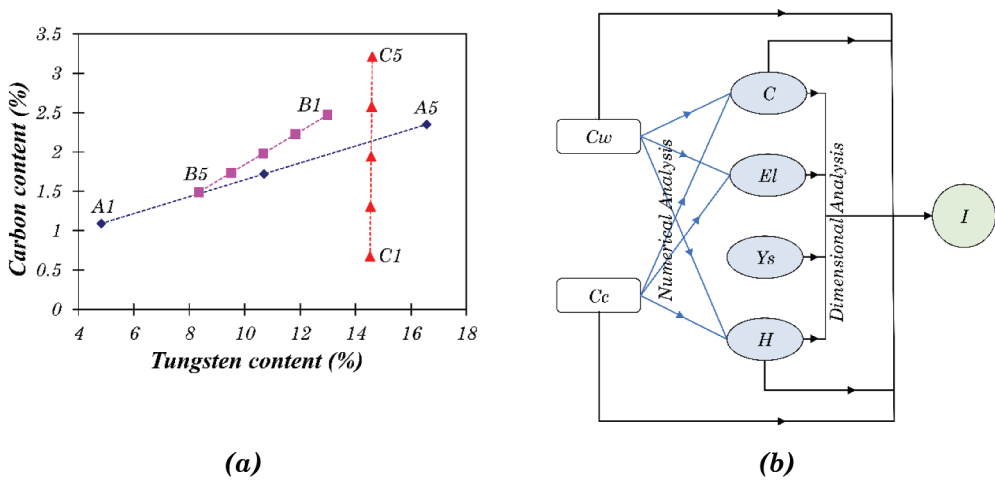 3.5
3
2.5
2
1.5
1
0.5
0
Carbon content (%)
4 6 8 10 12 14 16 18
Tungsten content (%)
A1
A5
B1
B5
C1
C5
(a)
Cw
Cc
Numerical Analysis
C
El
Ys
H
Dimensional Analysis
I
(b)